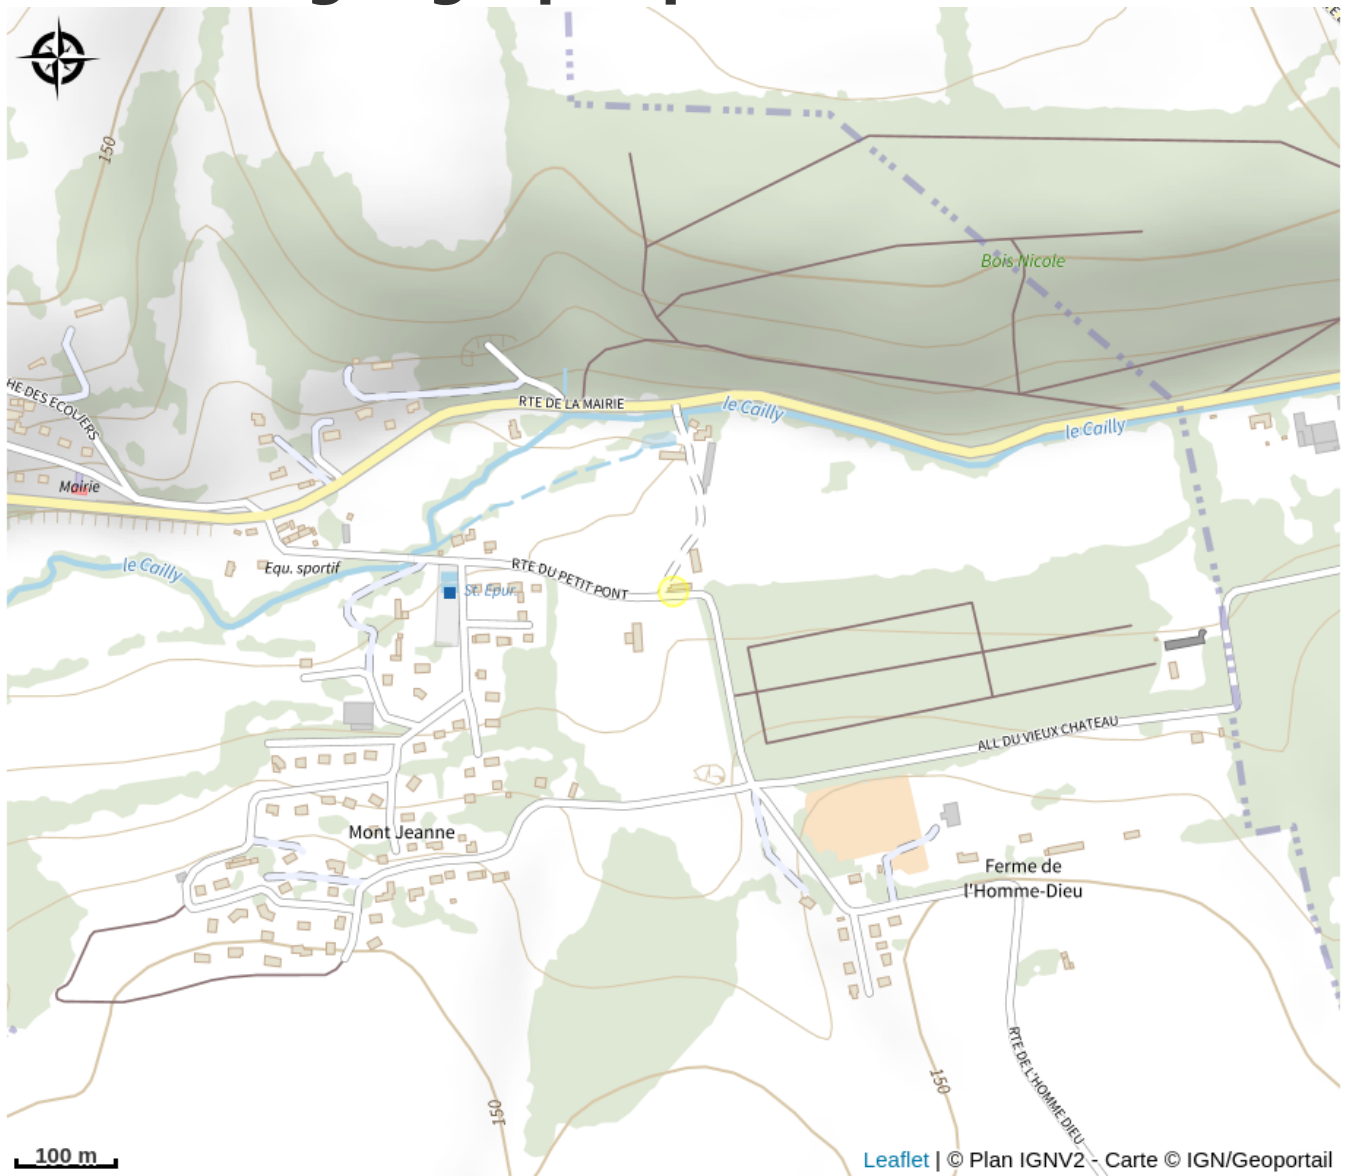 150
Bois Nicole
RTE DE LA MAIRIE
le Cailly
le Cailly
HE DES ECOLIERS
Mairie
le Cailly
Equ. sportif
RTE DU PETIT PONT
St. Epur.
ALL DU VIEUX CHATEAU
Mont Jeanne
Ferme de
l'Homme-Dieu
RTE DE L'HOMME DIEU
150
150
100 m
Leaflet | © Plan IGNV2 - Carte © IGN/Geoportail